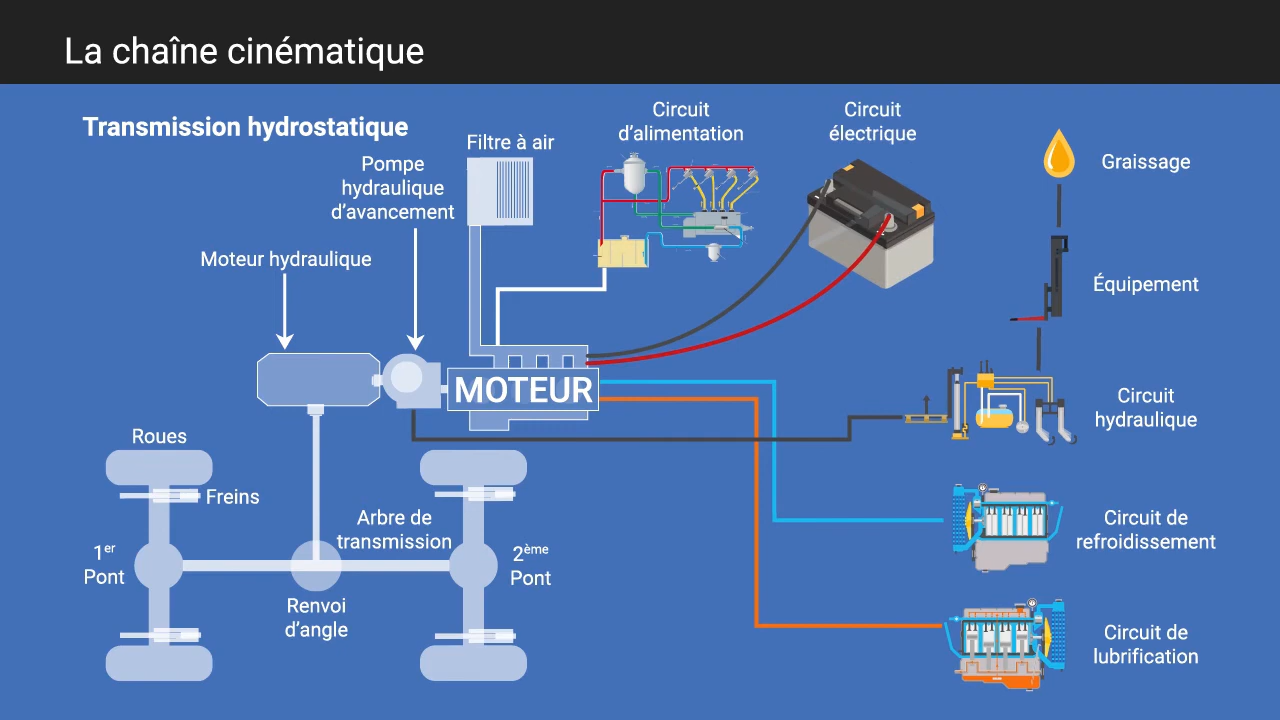 La chaîne cinématique
Transmission hydrostatique
Filtre à air
Circuit
d’alimentation
Circuit
électrique
Graissage
Pompe
hydraulique
d’avancement
Moteur hydraulique
Équipement
MOTEUR
Circuit
hydraulique
Roues
Freins
Arbre de
transmission
1er
Pont
2ème
Pont
Renvoi
d’angle
Circuit de
refroidissement
Circuit de
lubrification